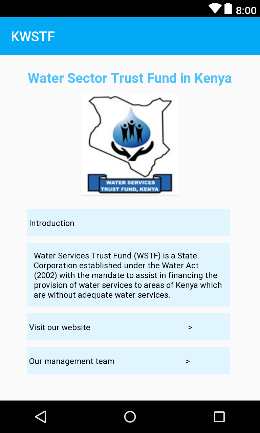 8:00
KWSTF
Water Sector Trust Fund in Kenya
WATER SERVICES
TRUST FUND, KENYA
Introduction
Water Services Trust Fund (WSTF) is a State
Corporation established under the Water Act
(2002) with the mandate to assist in financing the
provision of water services to areas of Kenya which
are without adequate water services.
Visit our website >
Our management team >